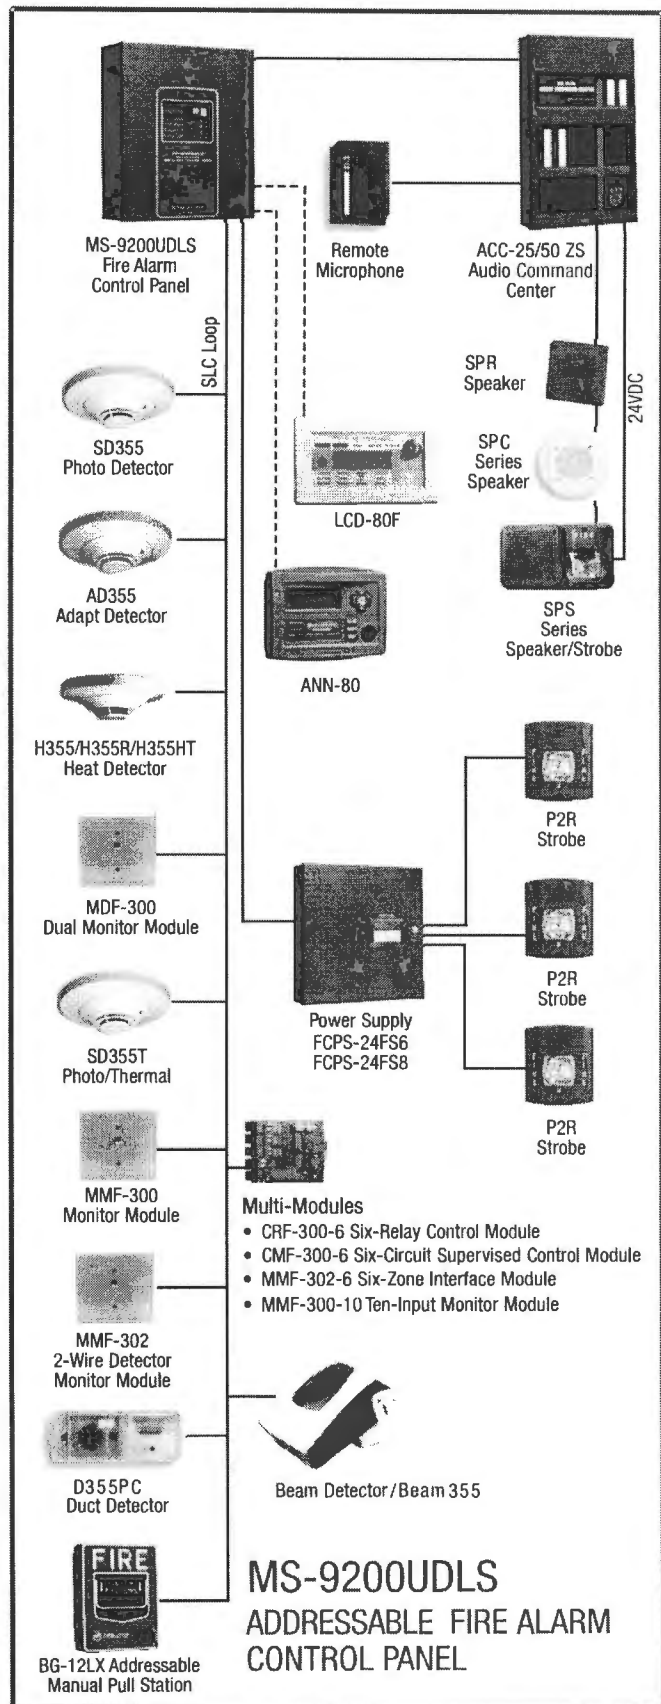 MS-9200UDLS
Fire Alarm
Control Panel
Remote
Microphone
ACC-25/50 ZS
Audio Command
Center
SLC Loop
SPR
Speaker
24VDC
SD355
Photo Detector
SPC
Series
Speaker
LCD-80F
AD355
Adapt Detector
SPS
Series
Speaker/Strobe
ANN-80
H355/H355R/H355HT
Heat Detector
P2R
Strobe
MDF-300
Dual Monitor Module
P2R
Strobe
Power Supply
FCPS-24FS6
FCPS-24FS8
SD355T
Photo/Thermal
P2R
Strobe
MMF-300
Monitor Module
Multi-Modules
• CRF-300-6 Six-Relay Control Module
• CMF-300-6 Six-Circuit Supervised Control Module
• MMF-302-6 Six-Zone Interface Module
• MMF-300-10 Ten-Input Monitor Module
MMF-302
2-Wire Detector
Monitor Module
D355PC
Duct Detector
Beam Detector/Beam 355
FIRE
BG-12LX Addressable
Manual Pull Station
MS-9200UDLS
ADDRESSABLE FIRE ALARM
CONTROL PANEL